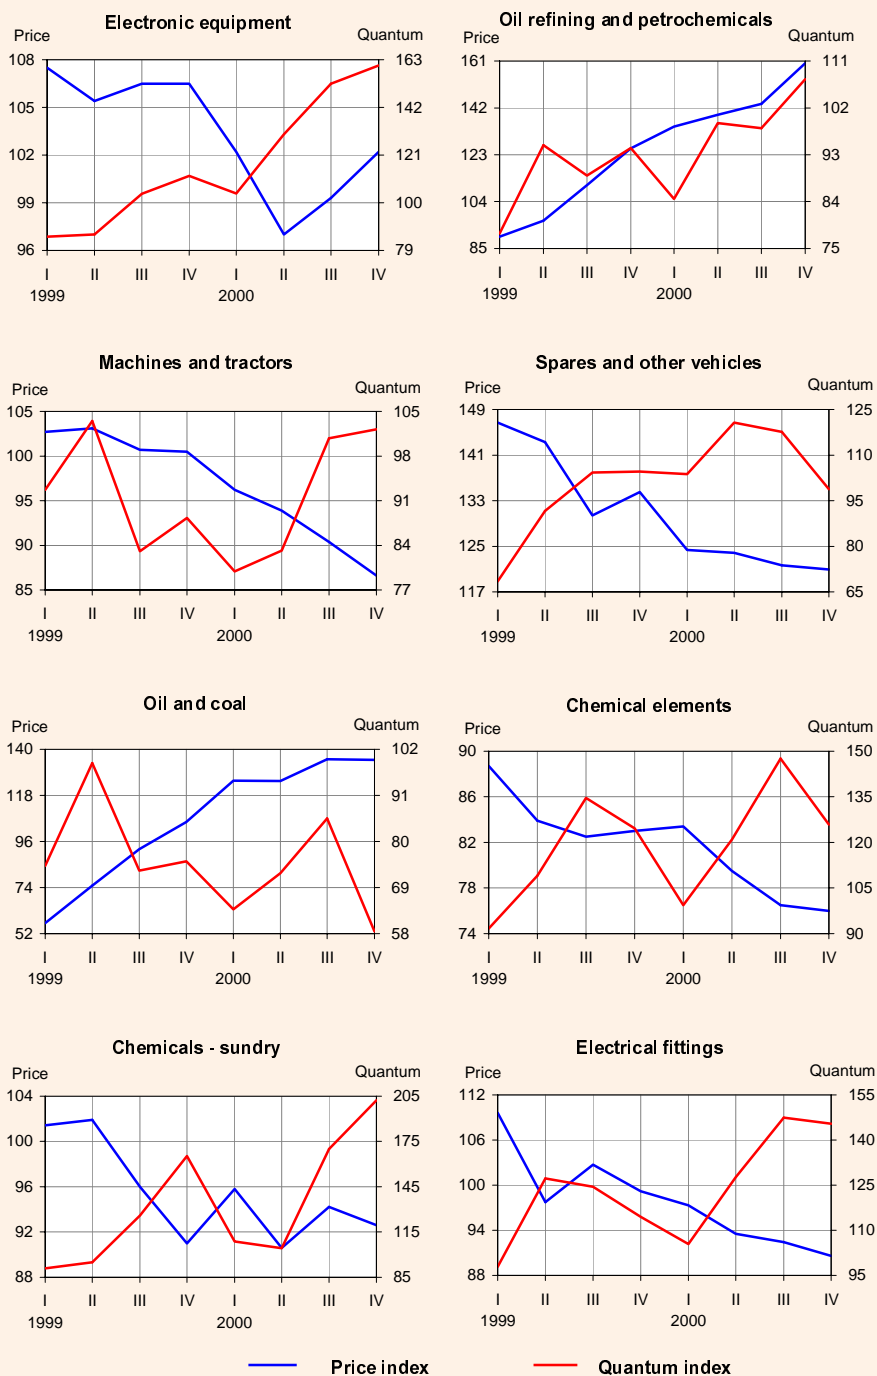 Electronic equipment
Price Quantum
108 163
105 142
102 121
99 100
96 79
I II III IV I II III IV
1999 2000
Oil refining and petrochemicals
Price Quantum
161 111
142 102
123 93
104 84
85 75
I II III IV I II III IV
1999 2000
Machines and tractors
Price Quantum
105 105
100 98
95 91
90 84
85 77
I II III IV I II III IV
1999 2000
Spares and other vehicles
Price Quantum
149 125
141 110
133 95
125 80
117 65
I II III IV I II III IV
1999 2000
Oil and coal
Price Quantum
140 102
118 91
96 80
74 69
52 58
I II III IV I II III IV
1999 2000
Chemical elements
Price Quantum
90 150
86 135
82 120
78 105
74 90
I II III IV I II III IV
1999 2000
Chemicals - sundry
Price Quantum
104 205
100 175
96 145
92 115
88 85
I II III IV I II III IV
1999 2000
Electrical fittings
Price Quantum
112 155
106 140
100 125
94 110
88 95
I II III IV I II III IV
1999 2000
Price index Quantum index